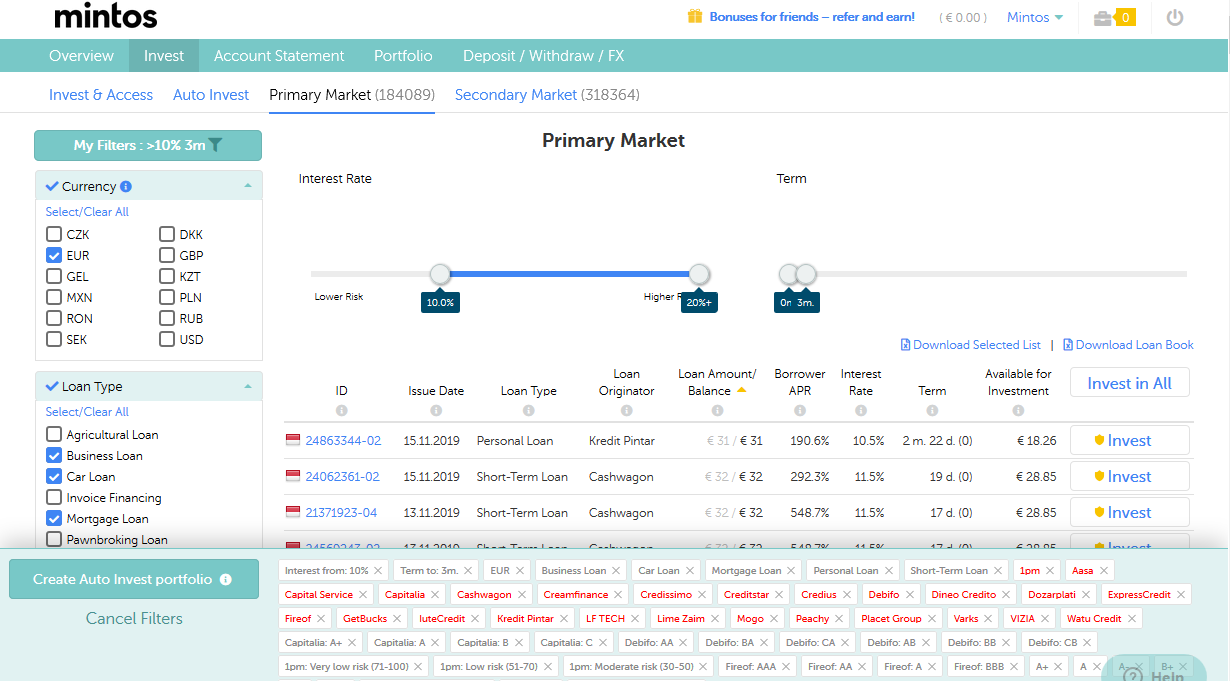 mintos
Bonuses for friends – refer and earn! ( € 0.00 ) Mintos 0
Overview Invest Account Statement Portfolio Deposit / Withdraw / FX
Invest & Access Auto Invest Primary Market (184089) Secondary Market (318364)
My Filters : >10% 3m
Primary Market
Currency
Select/Clear All
CZK DKK
EUR GBP
GEL KZT
MXN PLN
RON RUB
SEK USD
Loan Type
Select/Clear All
Agricultural Loan
Business Loan
Car Loan
Invoice Financing
Mortgage Loan
Pawnbroking Loan
Interest Rate Term
Lower Risk Higher
10.0% 20%+ 3m.
Download Selected List | Download Loan Book
ID Issue Date Loan Type Loan Originator Loan Amount/ Balance Borrower APR Interest Rate Term Available for Investment Invest in All
24863344-02 15.11.2019 Personal Loan Kredit Pintar € 31 / € 31 190.6% 10.5% 2 m. 22 d. (0) € 18.26 Invest
24062361-02 15.11.2019 Short-Term Loan Cashwagon € 32 / € 32 292.3% 11.5% 19 d. (0) € 28.85 Invest
21371923-04 13.11.2019 Short-Term Loan Cashwagon € 32 / € 32 548.7% 11.5% 17 d. (0) € 28.85 Invest
Create Auto Invest portfolio
Cancel Filters
Interest from: 10% Term to: 3m. EUR Business Loan Car Loan Mortgage Loan Personal Loan Short-Term Loan 1pm Aasa
Capital Service Capitalia Cashwagon Creamfinance Credissimo Creditstar Credius Debifo Dineo Credito Dozarplati ExpressCredit
Fireof GetBucks IuteCredit Kredit Pintar LF TECH Lime Zaim Mogo Peachy Placet Group Varks VIZIA Watu Credit
Capitalia: A+ Capitalia: A Capitalia: B Capitalia: C Debifo: AA Debifo: BA Debifo: CA Debifo: AB Debifo: BB Debifo: CB
1pm: Very low risk (71-100) 1pm: Low risk (51-70) 1pm: Moderate risk (30-50) Fireof: AAA Fireof: AA Fireof: A Fireof: BBB A+ A
Help